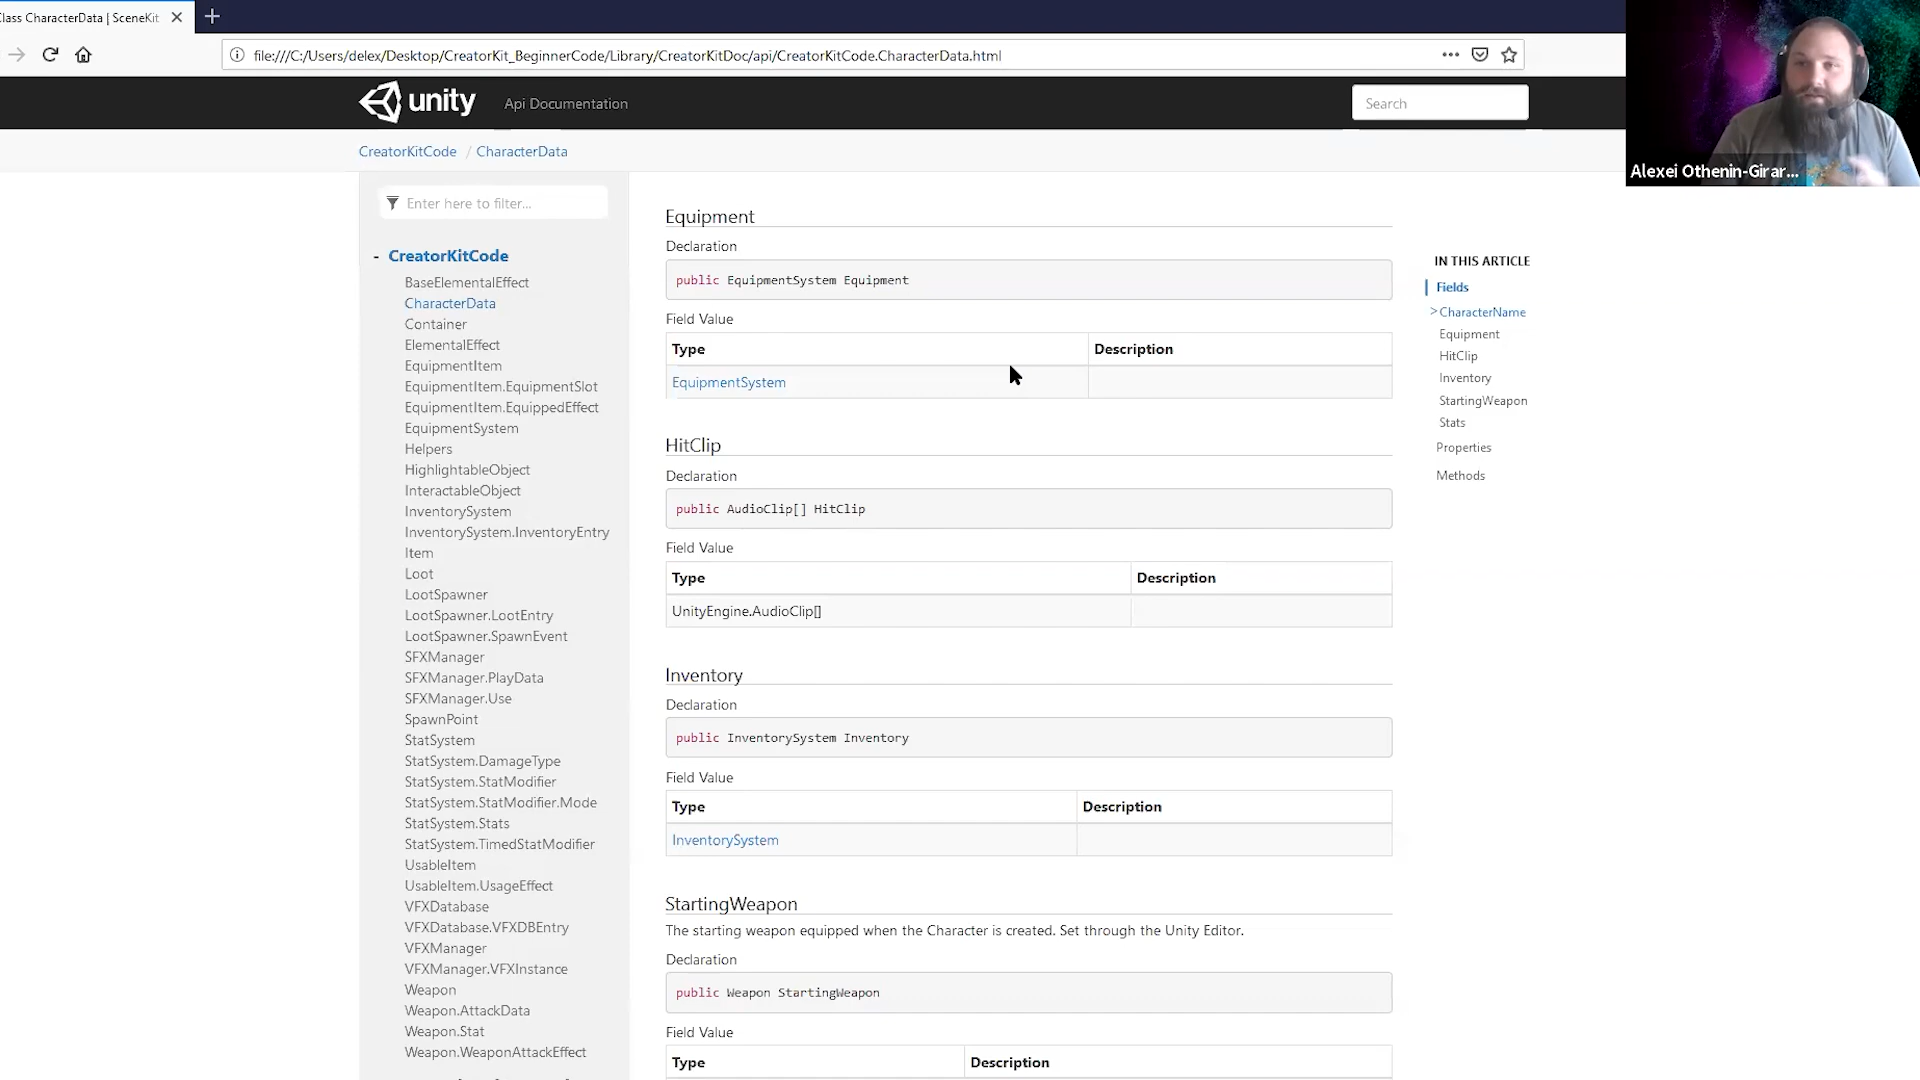 Class CharacterData | SceneKit
file:///C:/Users/delex/Desktop/CreatorKit_BeginnerCode/Library/CreatorKitDoc/api/CreatorKitCode.CharacterData.html
unity
Api Documentation
Search
Alexei Othenin-Girar...
CreatorKitCode / CharacterData
Enter here to filter...
- CreatorKitCode
BaseElementalEffect
CharacterData
Container
ElementalEffect
EquipmentItem
EquipmentItem.EquipmentSlot
EquipmentItem.EquippedEffect
EquipmentSystem
Helpers
HighlightableObject
InteractableObject
InventorySystem
InventorySystem.InventoryEntry
Item
Loot
LootSpawner
LootSpawner.LootEntry
LootSpawner.SpawnEvent
SFXManager
SFXManager.PlayData
SFXManager.Use
SpawnPoint
StatSystem
StatSystem.DamageType
StatSystem.StatModifier
StatSystem.StatModifier.Mode
StatSystem.Stats
StatSystem.TimedStatModifier
UsableItem
UsableItem.UsageEffect
VFXDatabase
VFXDatabase.VFXDBEntry
VFXManager
VFXManager.VFXInstance
Weapon
Weapon.AttackData
Weapon.Stat
Weapon.WeaponAttackEffect
Equipment
Declaration
public EquipmentSystem Equipment
Field Value
Type Description
EquipmentSystem
HitClip
Declaration
public AudioClip[] HitClip
Field Value
Type Description
UnityEngine.AudioClip[]
Inventory
Declaration
public InventorySystem Inventory
Field Value
Type Description
InventorySystem
StartingWeapon
The starting weapon equipped when the Character is created. Set through the Unity Editor.
Declaration
public Weapon StartingWeapon
Field Value
Type Description
IN THIS ARTICLE
Fields
>CharacterName
Equipment
HitClip
Inventory
StartingWeapon
Stats
Properties
Methods